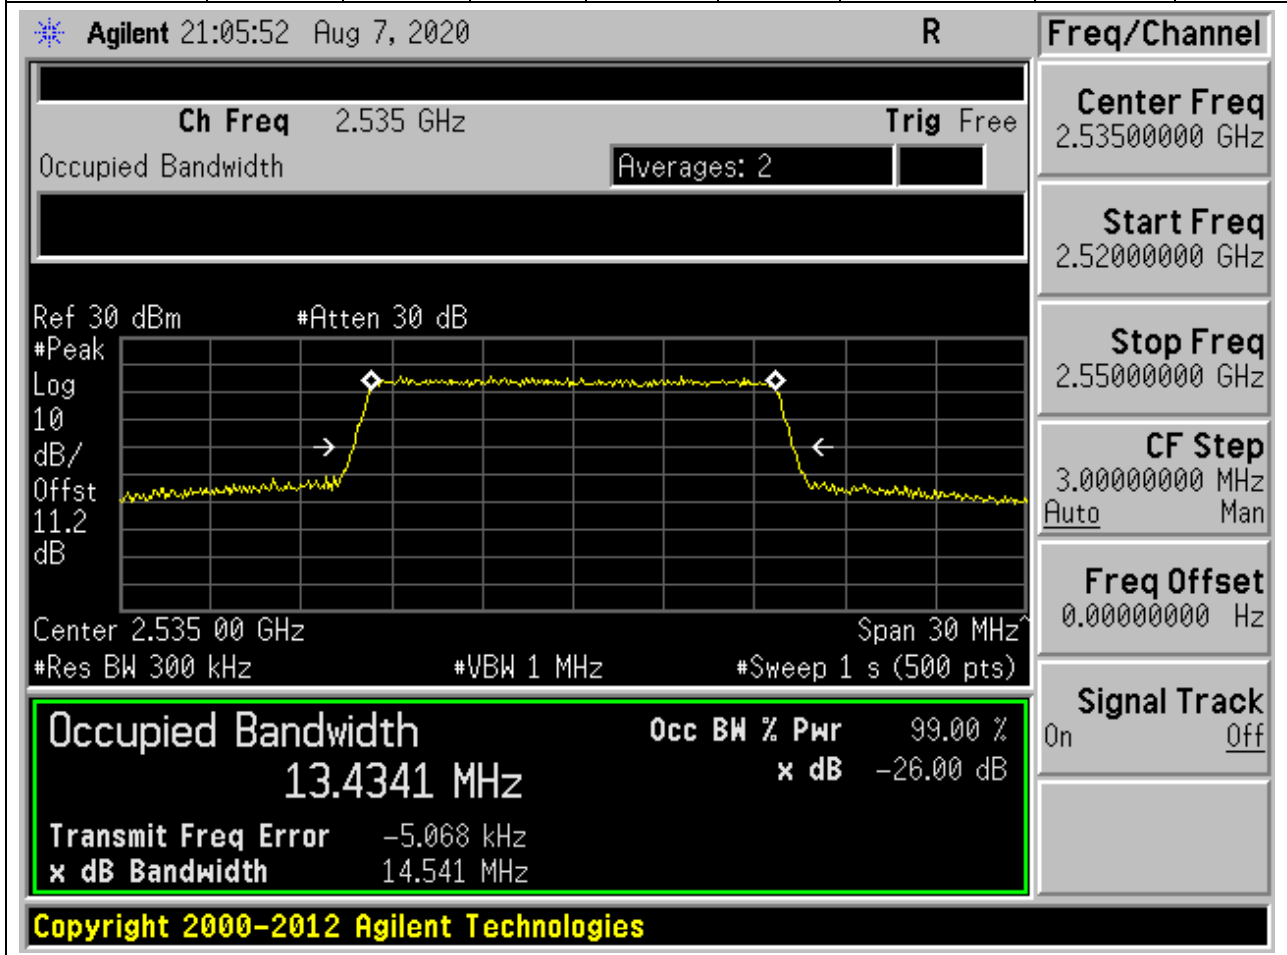 Agilent 21:05:52 Aug 7, 2020 R Freq/Channel
Ch Freq 2.535 GHz Trig Free
Occupied Bandwidth Averages: 2
Center Freq
2.53500000 GHz
Start Freq
2.52000000 GHz
Stop Freq
2.55000000 GHz
CF Step
3.00000000 MHz
Auto Man
Freq Offset
0.00000000 Hz
Signal Track
On Off
Ref 30 dBm #Atten 30 dB
#Peak
Log
10
dB/
Offst
11.2
dB
Center 2.535 00 GHz Span 30 MHz^
#Res BW 300 kHz #VBW 1 MHz #Sweep 1 s (500 pts)
Occupied Bandwidth Occ BW % Pwr 99.00 %
13.4341 MHz x dB -26.00 dB
Transmit Freq Error -5.068 kHz
x dB Bandwidth 14.541 MHz
Copyright 2000-2012 Agilent Technologies